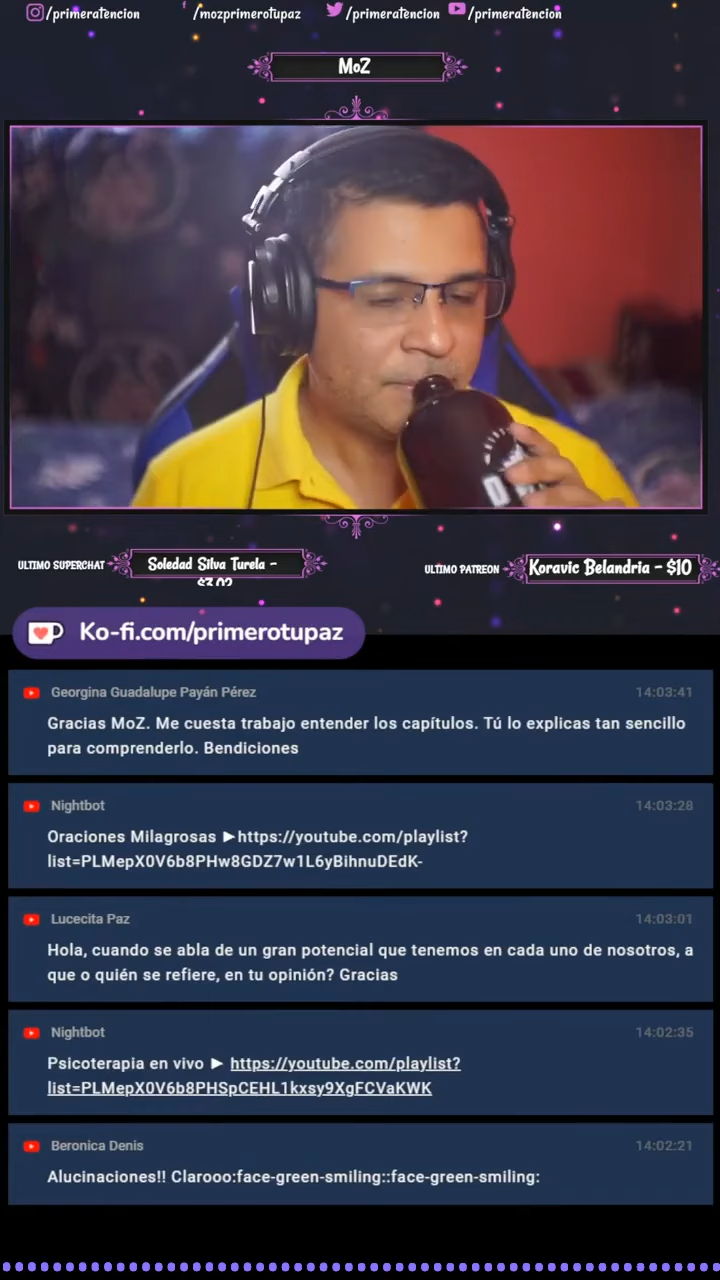 /primeratencion
/mozprimerotupaz
/primeratencion
/primeratencion
MoZ
ULTIMO SUPERCHAT
Soledad Silva Turela -
$3.02
ULTIMO PATREON
Koravic Belandria - $10
Ko-fi.com/primerotupaz
Georgina Guadalupe Payán Pérez 14:03:41
Gracias MoZ. Me cuesta trabajo entender los capítulos. Tú lo explicas tan sencillo
para comprenderlo. Bendiciones
Nightbot 14:03:28
Oraciones Milagrosas ►https://youtube.com/playlist?
list=PLMepX0V6b8PHw8GDZ7w1L6yBihnuDEdK-
Lucecita Paz 14:03:01
Hola, cuando se abla de un gran potencial que tenemos en cada uno de nosotros, a
que o quién se refiere, en tu opinión? Gracias
Nightbot 14:02:35
Psicoterapia en vivo ► https://youtube.com/playlist?
list=PLMepX0V6b8PHSpCEHL1kxsy9XgFCVaKWK
Beronica Denis 14:02:21
Alucinaciones!! Clarooo:face-green-smiling::face-green-smiling: